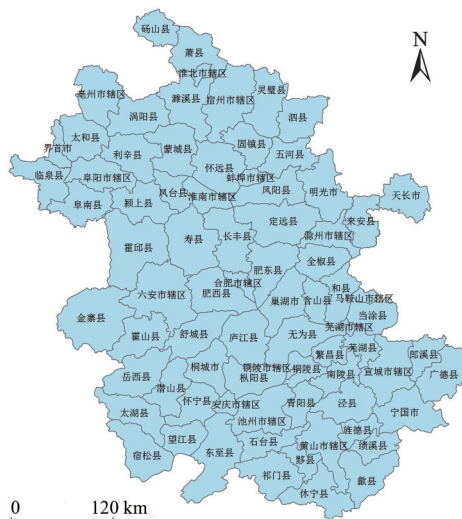 砀山县
萧县
N
淮北市辖区
亳州市辖区
濉溪县
宿州市辖区
灵璧县
涡阳县
泗县
太和县
固镇县
界首市
利辛县
蒙城县
五河县
临泉县
阜阳市辖区
怀远县
蚌埠市辖区
凤台县
淮南市辖区
凤阳县
明光市
天长市
阜南县
颍上县
定远县
来安县
霍邱县
寿县
长丰县
滁州市辖区
肥东县
全椒县
合肥市辖区
和县
六安市辖区
肥西县
巢湖市
含山县
马鞍山市辖区
金寨县
当涂县
霍山县
舒城县
庐江县
无为县
芜湖市辖区
繁昌县
芜湖县
郎溪县
岳西县
桐城市
铜陵市辖区
铜陵县
南陵县
宣城市辖区
广德县
枞阳县
潜山县
太湖县
怀宁县
安庆市辖区
青阳县
泾县
宁国市
望江县
池州市辖区
旌德县
宿松县
东至县
石台县
黄山市辖区
绩溪县
祁门县
黟县
歙县
休宁县
0 120 km